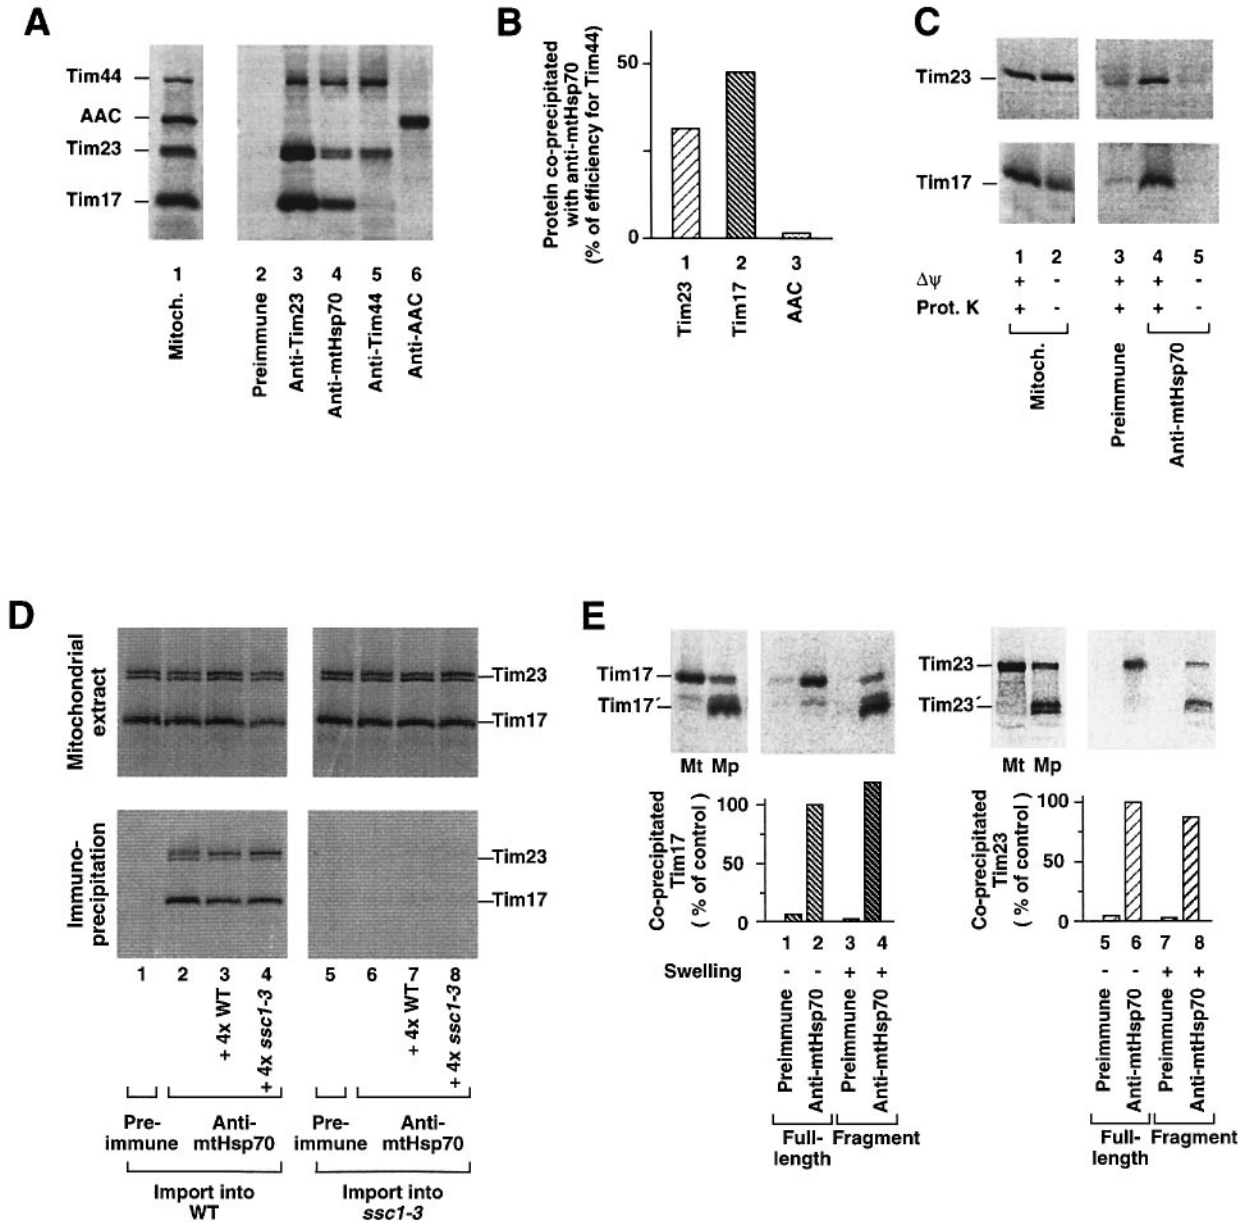 A
Tim44
AAC
Tim23
Tim17
1 2 3 4 5 6
Mitoch.
Preimmune
Anti-Tim23
Anti-mtHsp70
Anti-Tim44
Anti-AAC
B
Protein co-precipitated
with anti-mtHsp70
(% of efficiency for Tim44)
50
0
1 2 3
Tim23
Tim17
AAC
C
Tim23
Tim17
1 2 3 4 5
Δψ + - + + -
Prot. K + - + + -
Mitoch.
Preimmune
Anti-mtHsp70
D
Mitochondrial
extract
Tim23
Tim17
Immuno-
precipitation
Tim23
Tim17
1 2 3 4 5 6 7 8
+ 4x WT
+ 4x ssc1-3
+ 4x WT
+ 4x ssc1-3
Pre-
immune
Anti-
mtHsp70
Pre-
immune
Anti-
mtHsp70
Import into
WT
Import into
ssc1-3
E
Tim17
Tim17´
Mt Mp
Co-precipitated
Tim17
( % of control )
100
50
0
1 2 3 4
Swelling - - + +
Preimmune
Anti-mtHsp70
Preimmune
Anti-mtHsp70
Full-
length
Fragment
Tim23
Tim23´
Mt Mp
Co-precipitated
Tim23
( % of control )
100
50
0
5 6 7 8
- - + +
Preimmune
Anti-mtHsp70
Preimmune
Anti-mtHsp70
Full-
length
Fragment